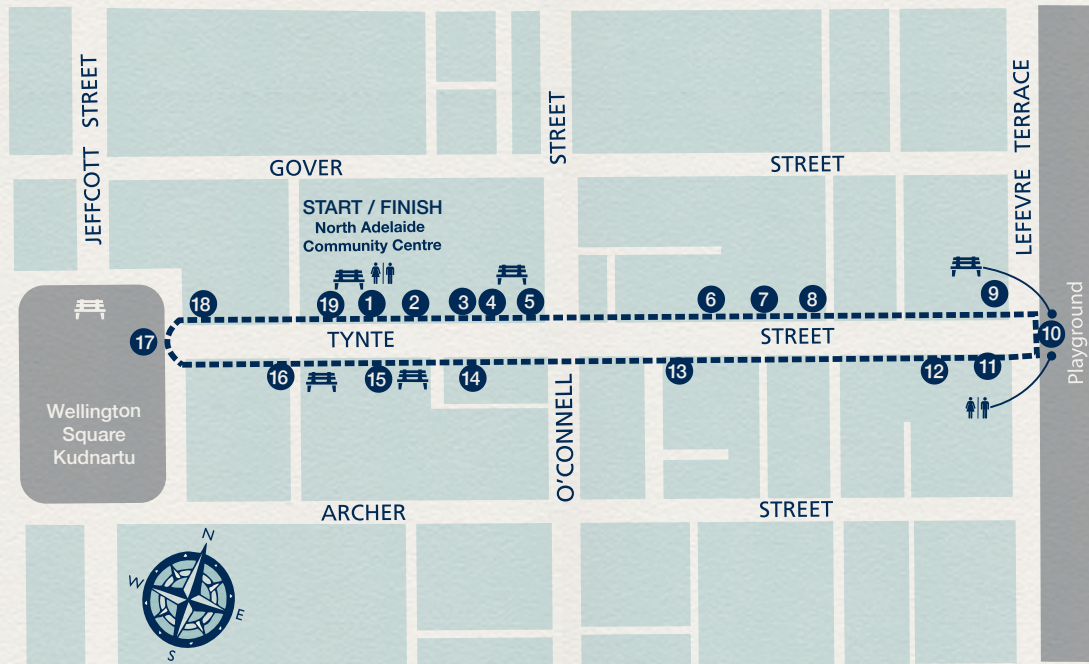 JEFFCOTT STREET
STREET
LEFEVRE TERRACE
GOVER STREET
START / FINISH
North Adelaide
Community Centre
18
19
1
2
3
4
5
6
7
8
9
17
TYNTE STREET
10
Playground
16
15
14
13
12
11
Wellington
Square
Kudnartu
O'CONNELL
ARCHER STREET
N
W
E
S